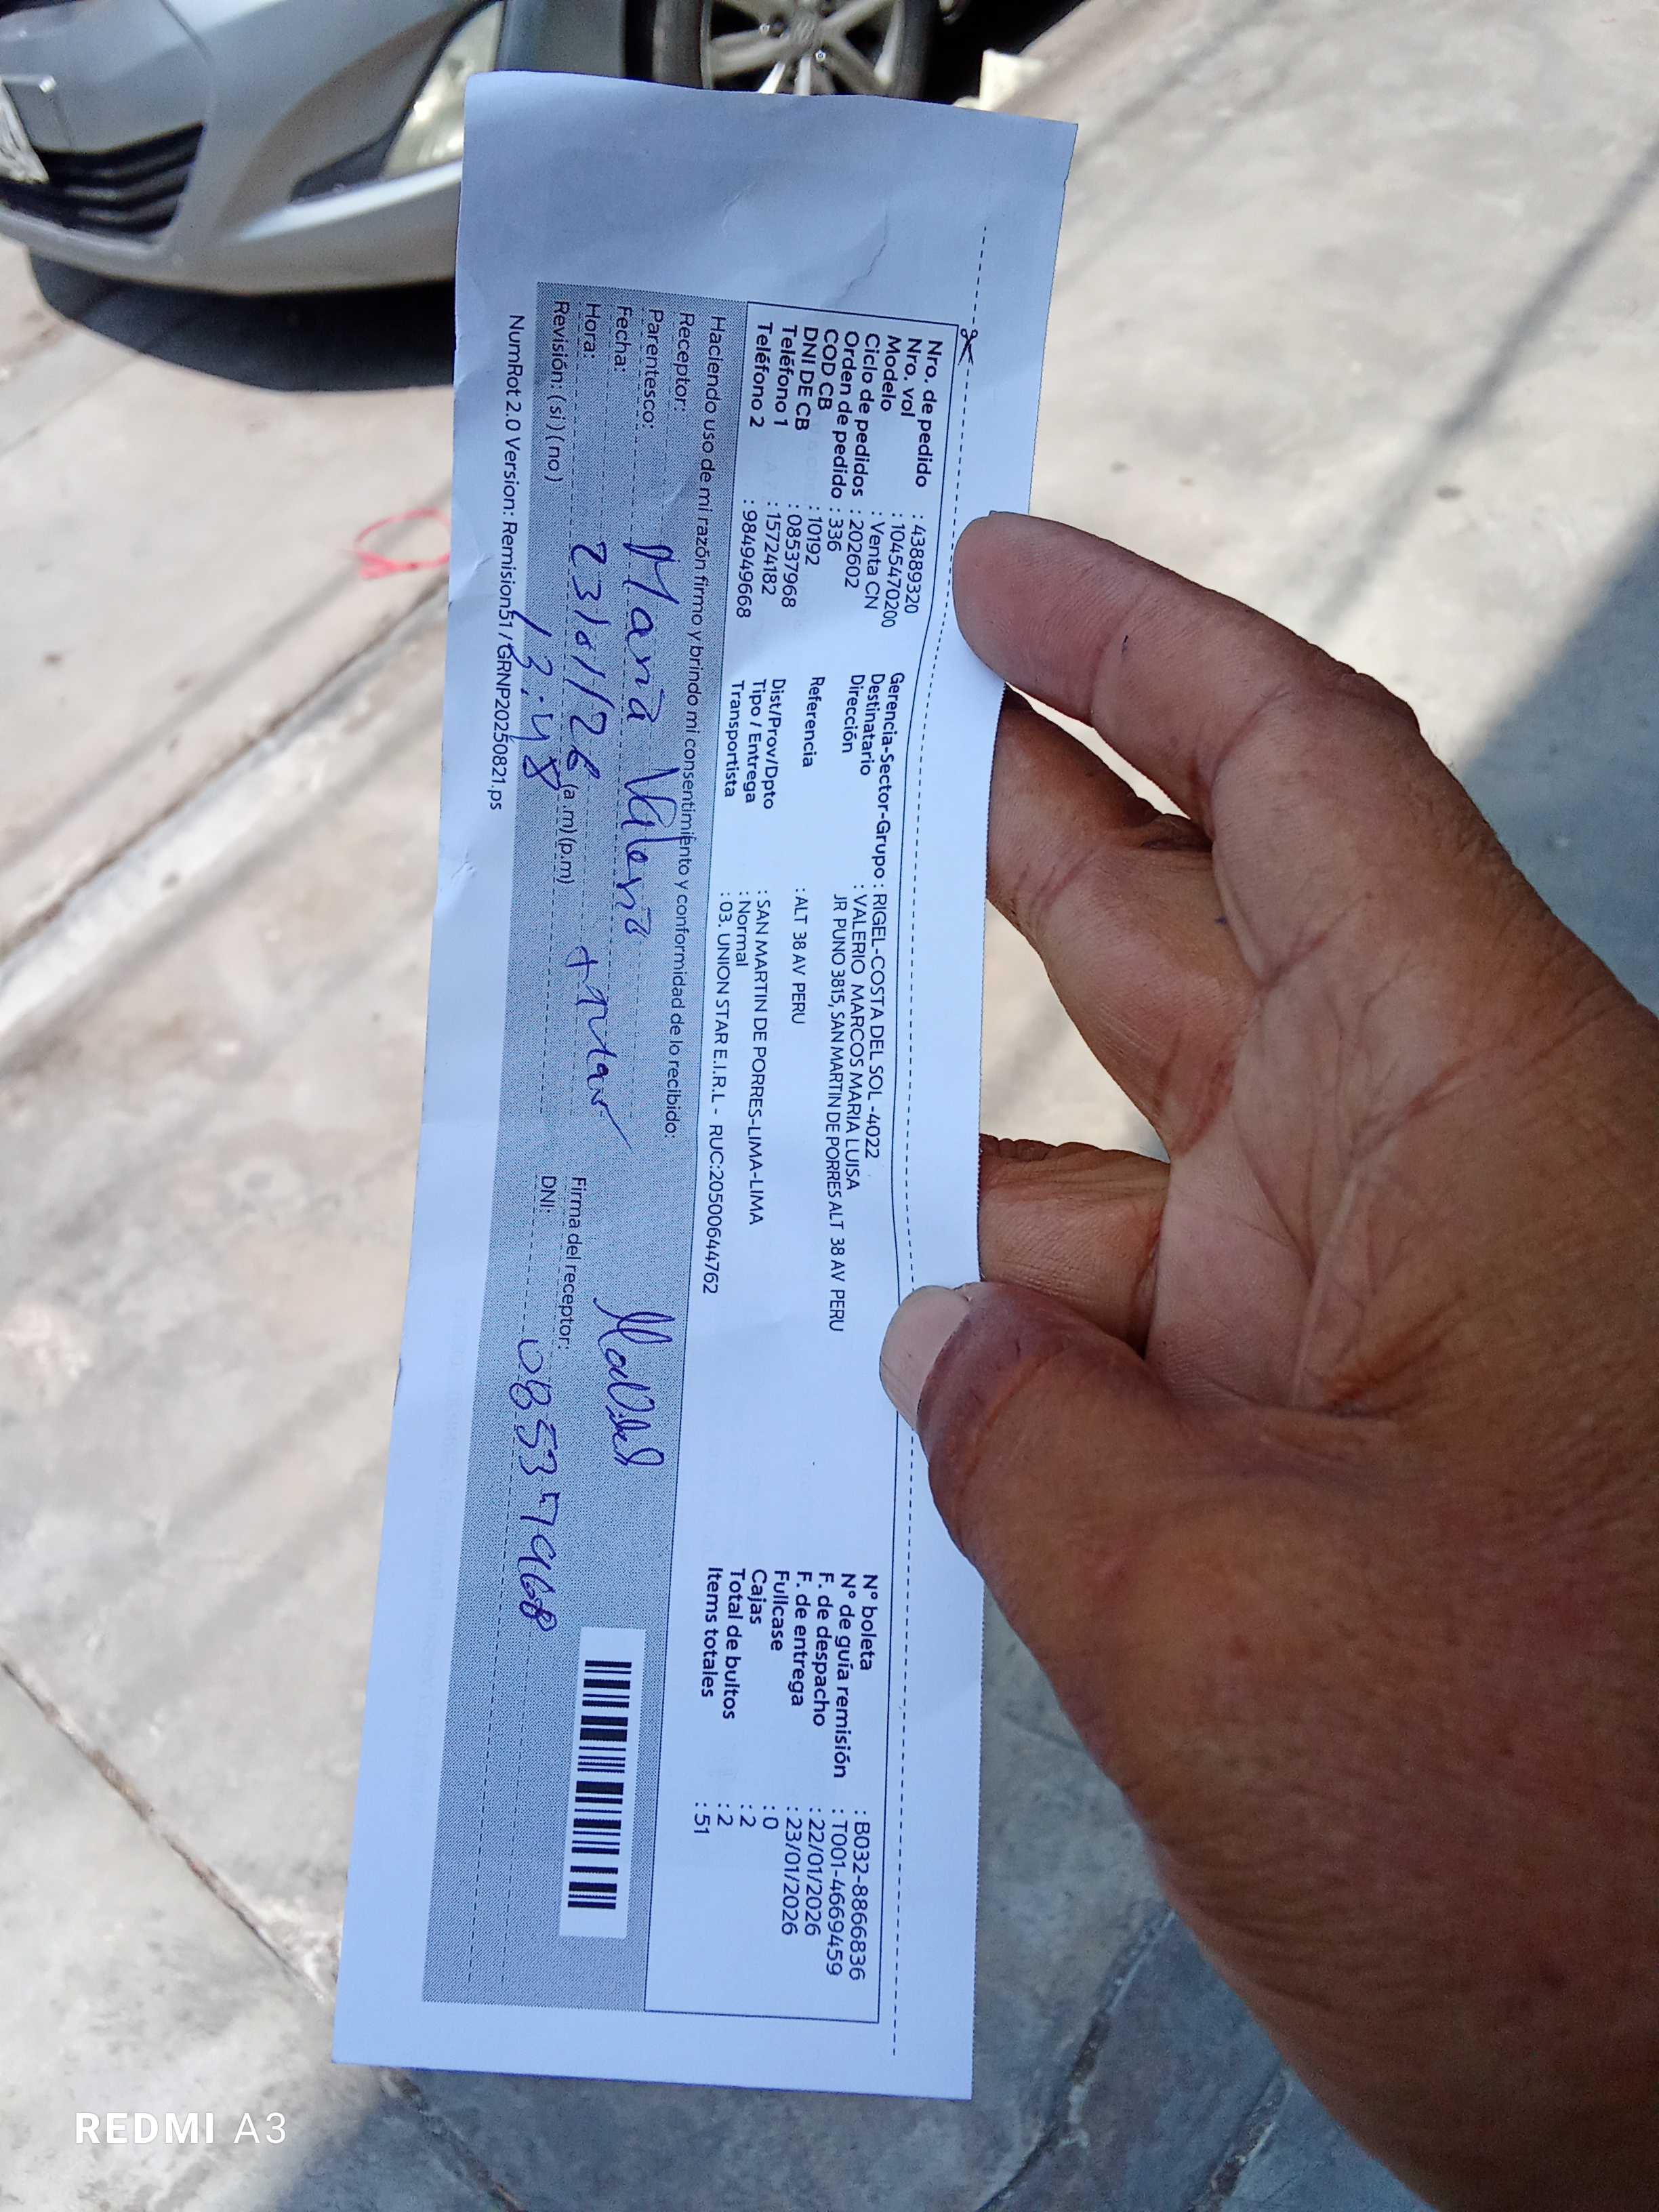 Nro. de pedido : 43889320
Nro. vol : 1045470200
Modelo : Venta CN
Ciclo de pedidos : 202602
Orden de pedido : 336
COD CB : 10192
DNI DE CB : 08537968
Teléfono 1 : 15724182
Teléfono 2 : 984949668
Gerencia-Sector-Grupo : RIGEL-COSTA DEL SOL -4022
Destinatario : VALERIO MARCOS MARIA LUISA
Dirección JR PUNO 3815, SAN MARTIN DE PORRES ALT 38 AV PERU
Referencia : ALT 38 AV PERU
Dist/Prov/Dpto : SAN MARTIN DE PORRES-LIMA-LIMA
Tipo / Entrega : Normal
Transportista : 03. UNION STAR E.I.R.L - RUC:20500644762
N° boleta : B032-8866836
N° de guía remisión : T001-4669459
F. de despacho : 22/01/2026
F. de entrega : 23/01/2026
Fullcase : 0
Cajas : 2
Total de bultos : 2
Items totales : 51
Haciendo uso de mi razón firmo y brindo mi consentimiento y conformidad de lo recibido:
Receptor: Maria Valerio
Parentesco: titular
Fecha: 23/01/26
Hora: 13:48 (a.m) (p.m)
Revisión: (si) (no)
Firma del receptor:
DNI: 08537968
NumRot 2.0 Version: Remision51/GRNP20250821.ps
REDMI A3